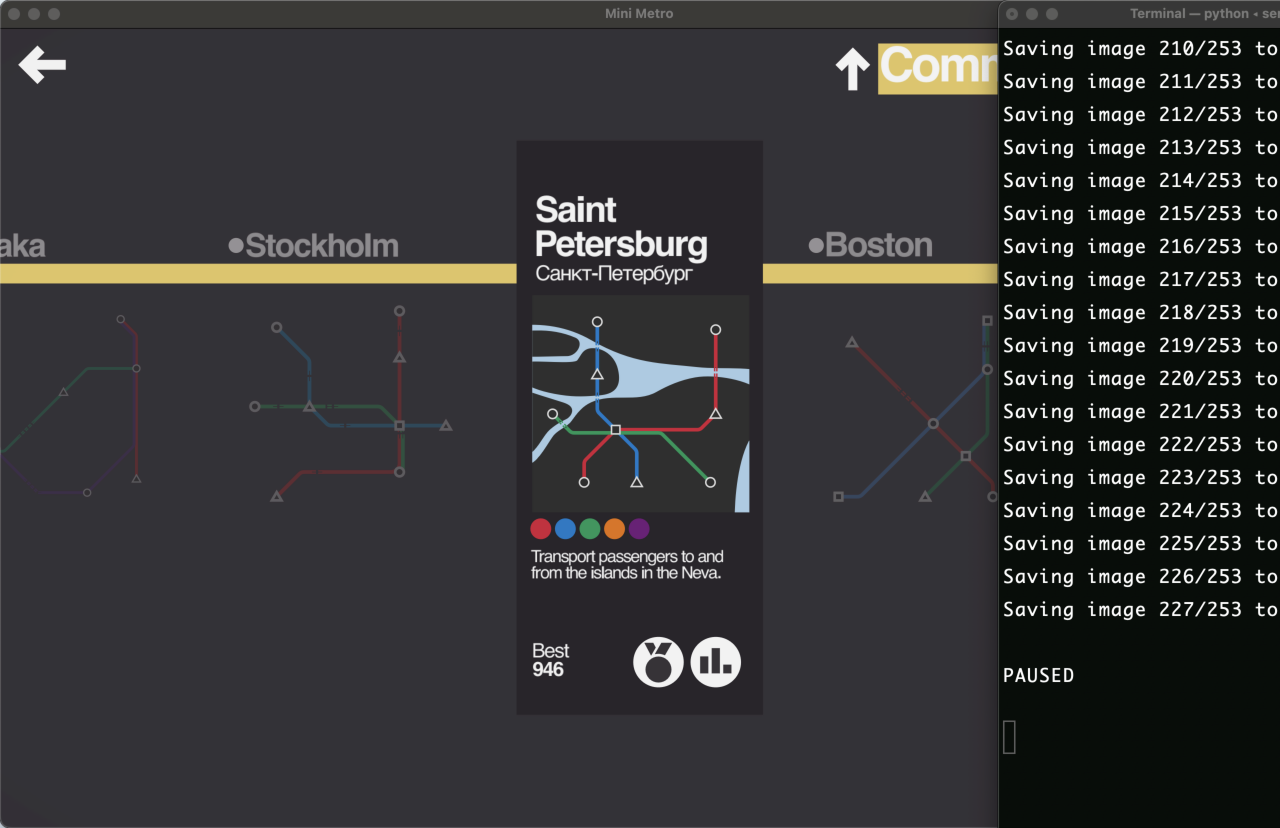 Mini Metro
Terminal — python ◂ se
Comm
aka
Stockholm
Saint
Petersburg
Санкт-Петербург
Boston
Transport passengers to and
from the islands in the Neva.
Best
946
Saving image 210/253 to
Saving image 211/253 to
Saving image 212/253 to
Saving image 213/253 to
Saving image 214/253 to
Saving image 215/253 to
Saving image 216/253 to
Saving image 217/253 to
Saving image 218/253 to
Saving image 219/253 to
Saving image 220/253 to
Saving image 221/253 to
Saving image 222/253 to
Saving image 223/253 to
Saving image 224/253 to
Saving image 225/253 to
Saving image 226/253 to
Saving image 227/253 to
PAUSED